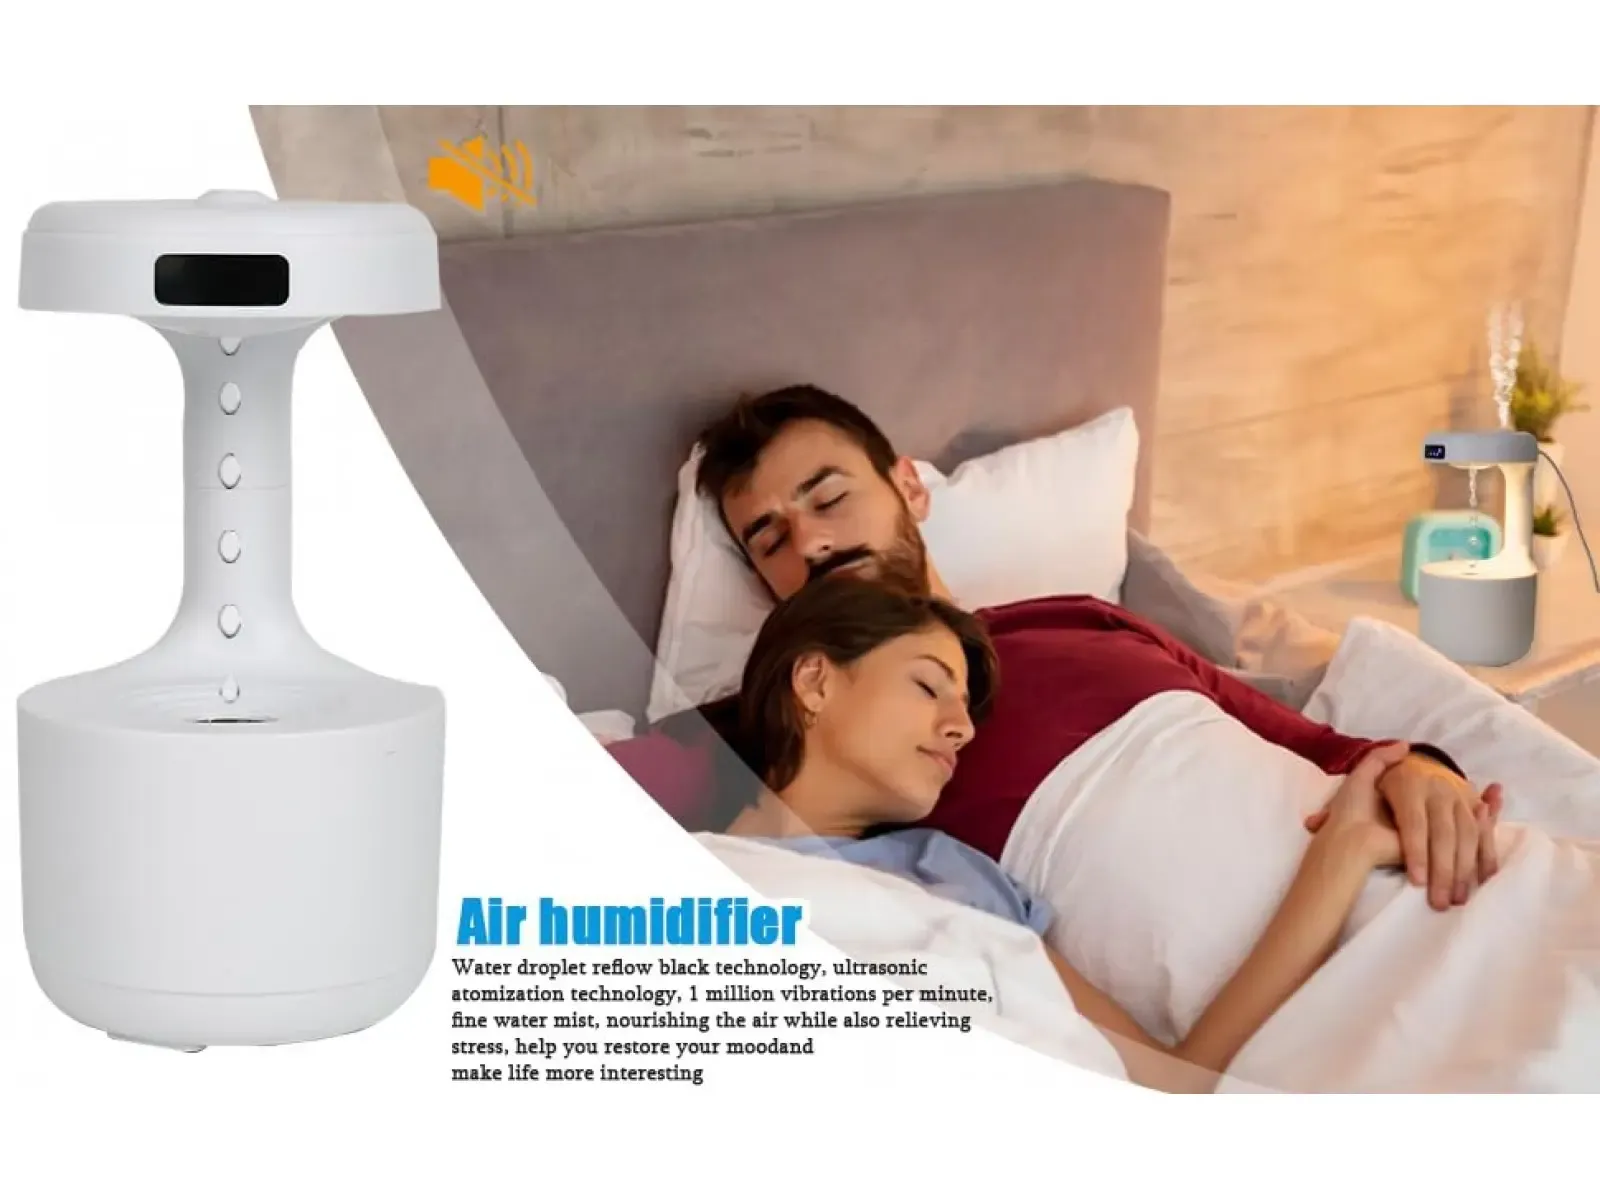 Air humidifier
Water droplet reflow black technology, ultrasonic
atomization technology, 1 million vibrations per minute,
fine water mist, nourishing the air while also relieving
stress, help you restore your moodand
make life more interesting